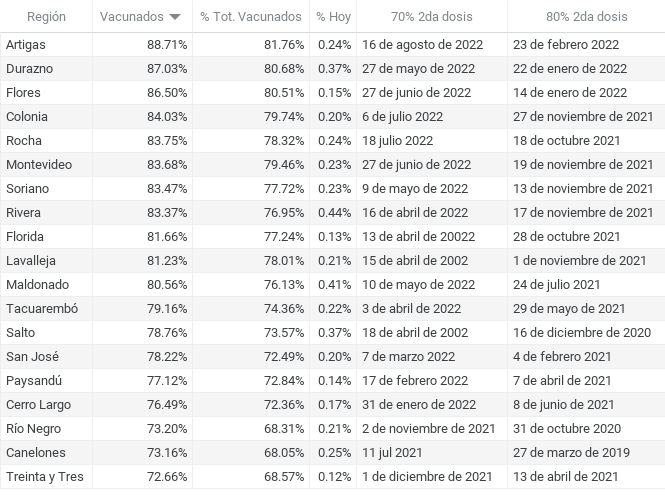 Región Vacunados % Tot. Vacunados % Hoy 70% 2da dosis 80% 2da dosis
Artigas 88.71% 81.76% 0.24% 16 de agosto de 2022 23 de febrero 2022
Durazno 87.03% 80.68% 0.37% 27 de mayo de 2022 22 de enero de 2022
Flores 86.50% 80.51% 0.15% 27 de junio de 2022 14 de enero de 2022
Colonia 84.03% 79.74% 0.20% 6 de julio 2022 27 de noviembre de 2021
Rocha 83.75% 78.32% 0.24% 18 julio 2022 18 de octubre 2021
Montevideo 83.68% 79.46% 0.23% 27 de junio de 2022 19 de noviembre de 2021
Soriano 83.47% 77.72% 0.23% 9 de mayo de 2022 13 de noviembre de 2021
Rivera 83.37% 76.95% 0.44% 16 de abril de 2022 17 de noviembre de 2021
Florida 81.66% 77.24% 0.13% 13 de abril de 20022 28 de octubre 2021
Lavalleja 81.23% 78.01% 0.21% 15 de abril de 2002 1 de noviembre de 2021
Maldonado 80.56% 76.13% 0.41% 10 de mayo de 2022 24 de julio 2021
Tacuarembó 79.16% 74.36% 0.22% 3 de abril de 2022 29 de mayo de 2021
Salto 78.76% 73.57% 0.37% 18 de abril de 2002 16 de diciembre de 2020
San José 78.22% 72.49% 0.20% 7 de marzo 2022 4 de febrero 2021
Paysandú 77.12% 72.84% 0.14% 17 de febrero 2022 7 de abril de 2021
Cerro Largo 76.49% 72.36% 0.17% 31 de enero de 2022 8 de junio de 2021
Río Negro 73.20% 68.31% 0.21% 2 de noviembre de 2021 31 de octubre 2020
Canelones 73.16% 68.05% 0.25% 11 jul 2021 27 de marzo de 2019
Treinta y Tres 72.66% 68.57% 0.12% 1 de diciembre de 2021 13 de abril de 2021